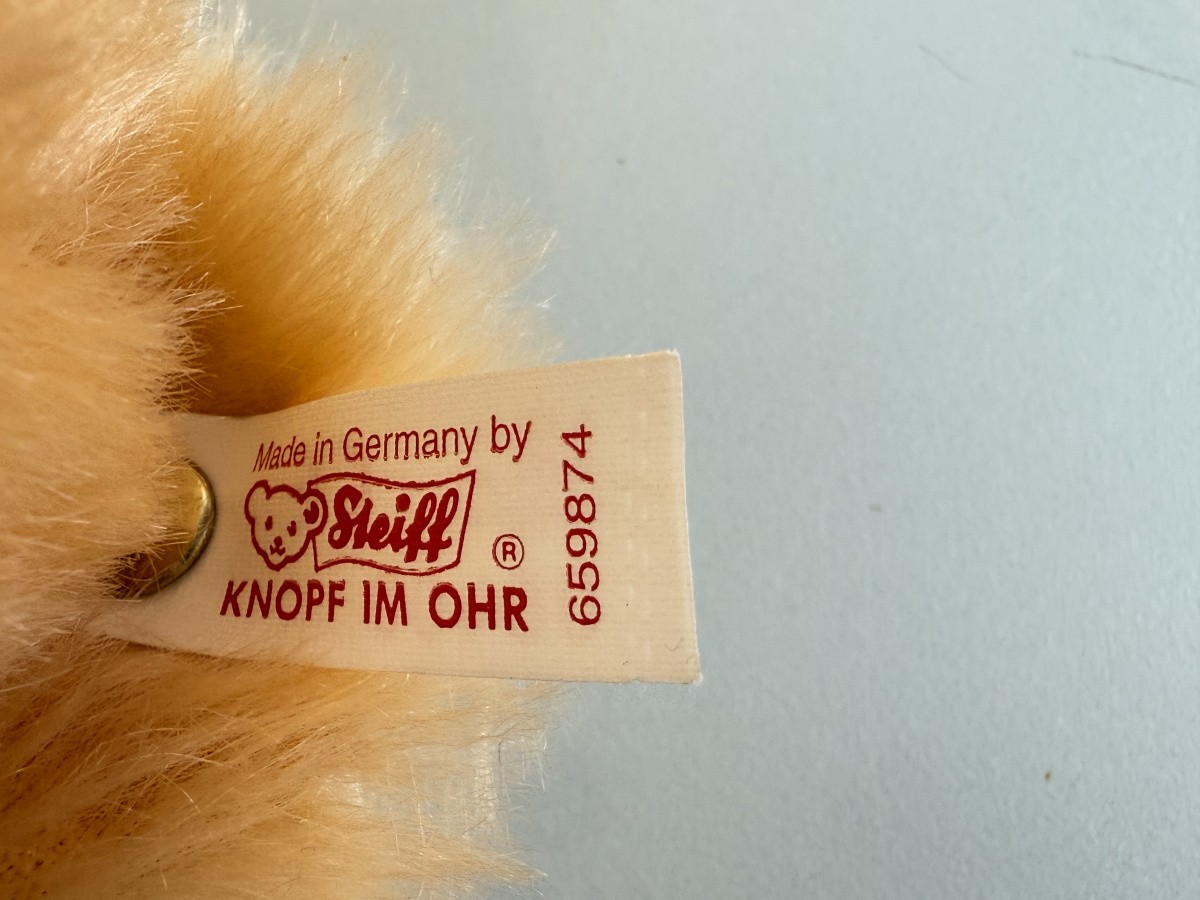 Made in Germany by
Steiff
®
KNOPF IM OHR
659874